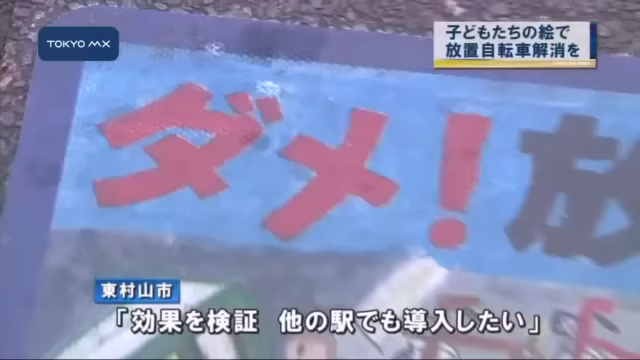 TOKYO MX
子どもたちの絵で
放置自転車解消を
ダメ!放
東村山市
「効果を検証 他の駅でも導入したい」